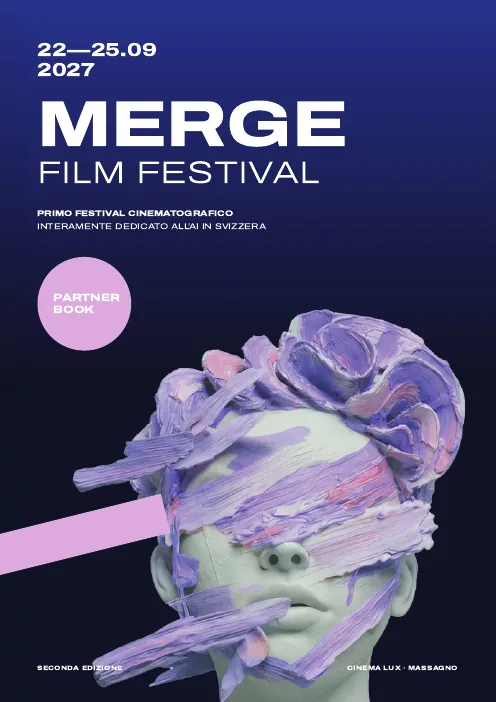 22—25.09
2027
MERGE
FILM FESTIVAL
PRIMO FESTIVAL CINEMATOGRAFICO
INTERAMENTE DEDICATO ALL'AI IN SVIZZERA
PARTNER
BOOK
SECONDA EDIZIONE
CINEMA LUX · MASSAGNO